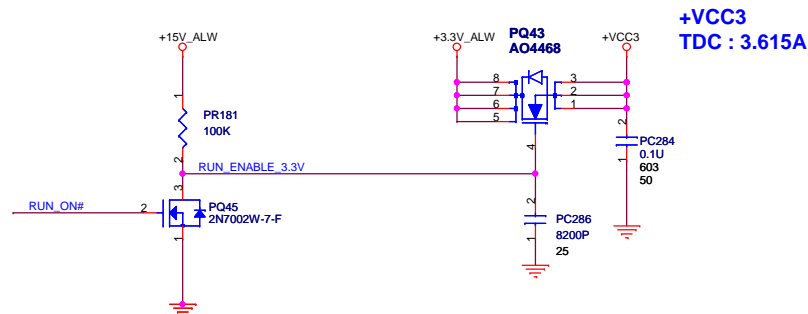 +VCC3
TDC : 3.615A
+15V_ALW
+3.3V_ALW
PQ43
AO4468
+VCC3
8
7
6
5
3
2
1
4
1
PR181
100K
2
RUN_ENABLE_3.3V
2
PC284
0.1U
603
50
1
3
RUN_ON#
2
PQ45
2N7002W-7-F
1
2
PC286
8200P
25
1